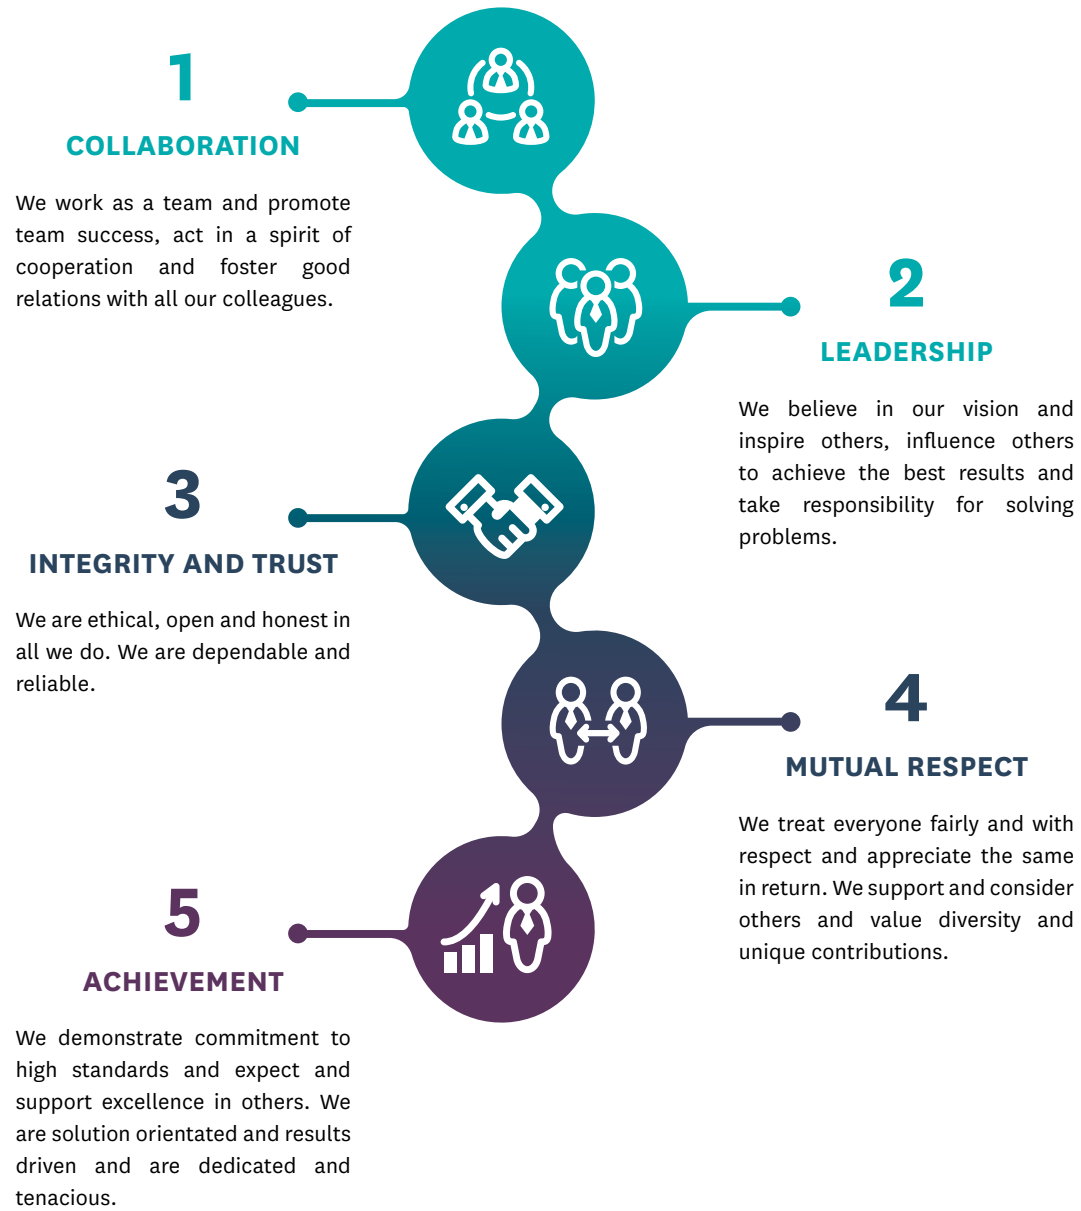 1
COLLABORATION
We work as a team and promote
team success, act in a spirit of
cooperation and foster good
relations with all our colleagues.
2
LEADERSHIP
We believe in our vision and
inspire others, influence others
to achieve the best results and
take responsibility for solving
problems.
3
INTEGRITY AND TRUST
We are ethical, open and honest in
all we do. We are dependable and
reliable.
4
MUTUAL RESPECT
We treat everyone fairly and with
respect and appreciate the same
in return. We support and consider
others and value diversity and
unique contributions.
5
ACHIEVEMENT
We demonstrate commitment to
high standards and expect and
support excellence in others. We
are solution orientated and results
driven and are dedicated and
tenacious.